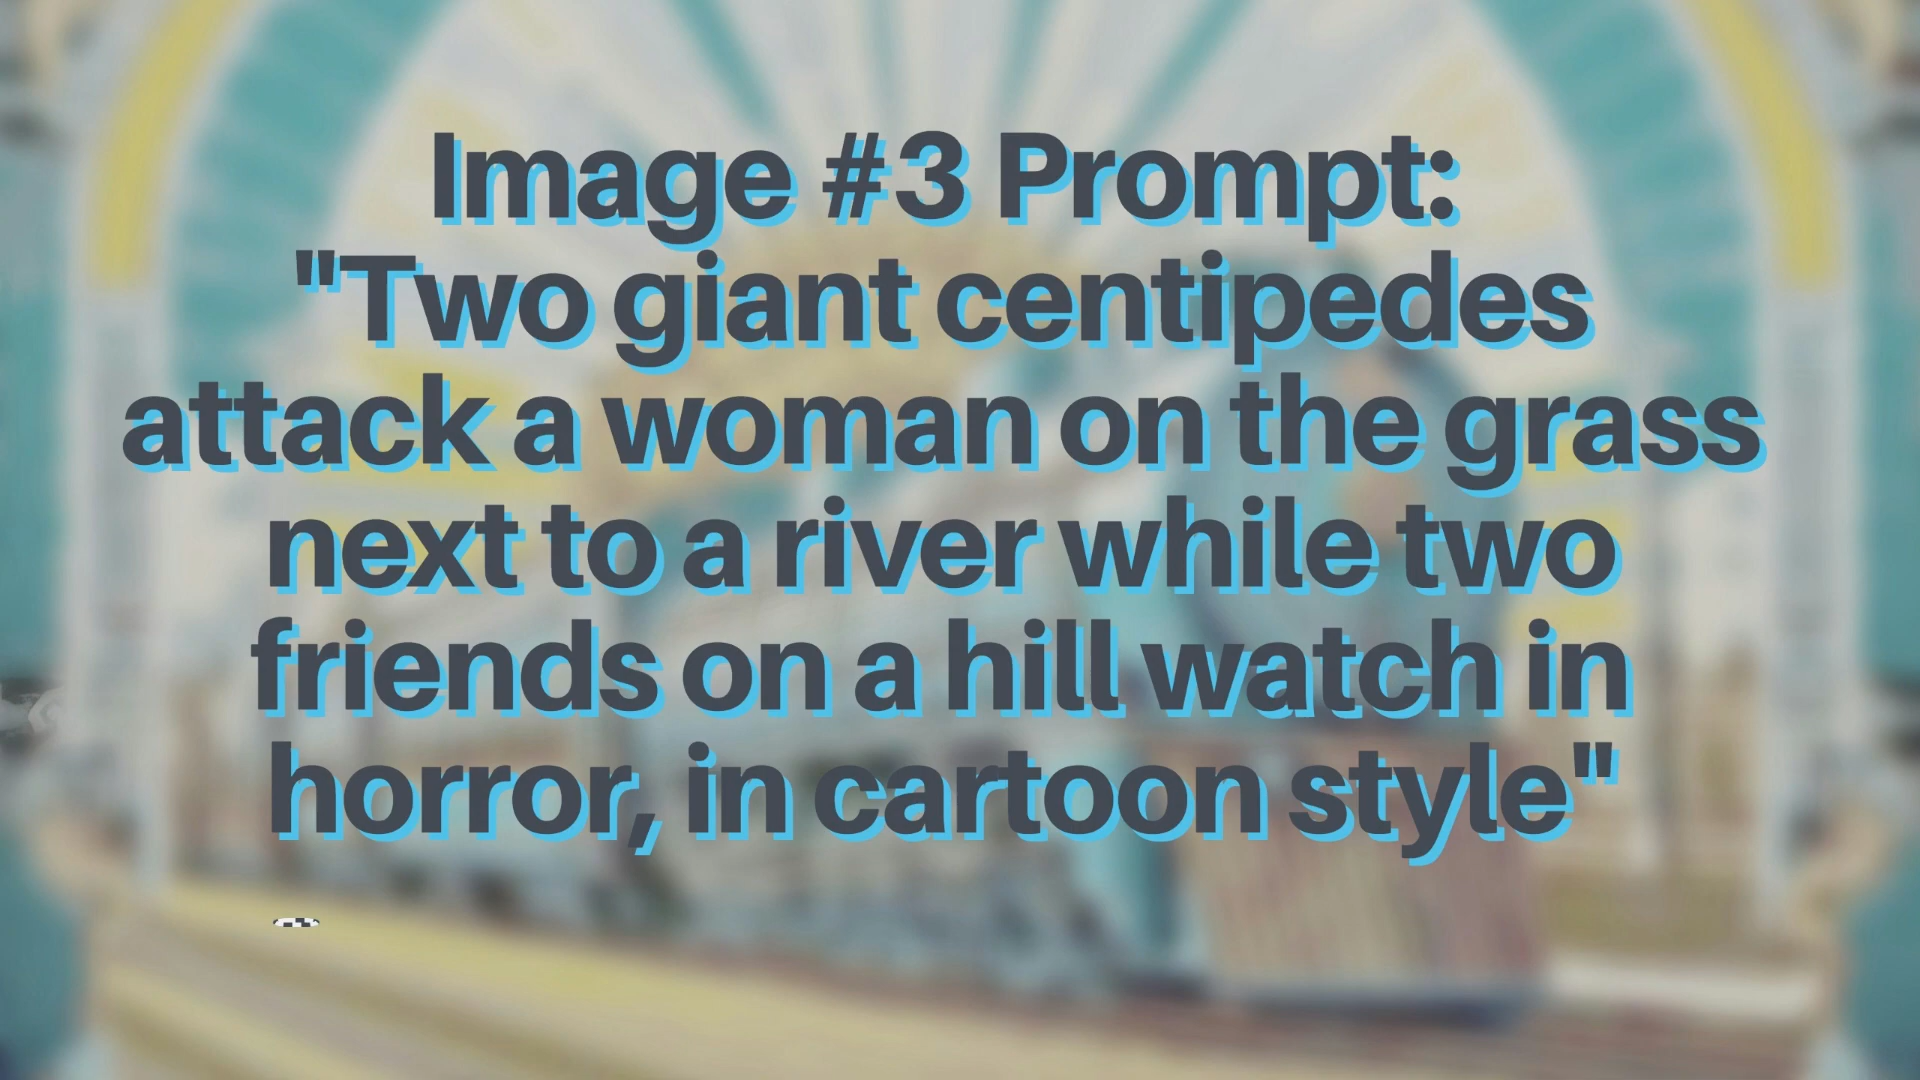 Image #3 Prompt:
"Two giant centipedes
attack a woman on the grass
next to a river while two
friends on a hill watch in
horror, in cartoon style"